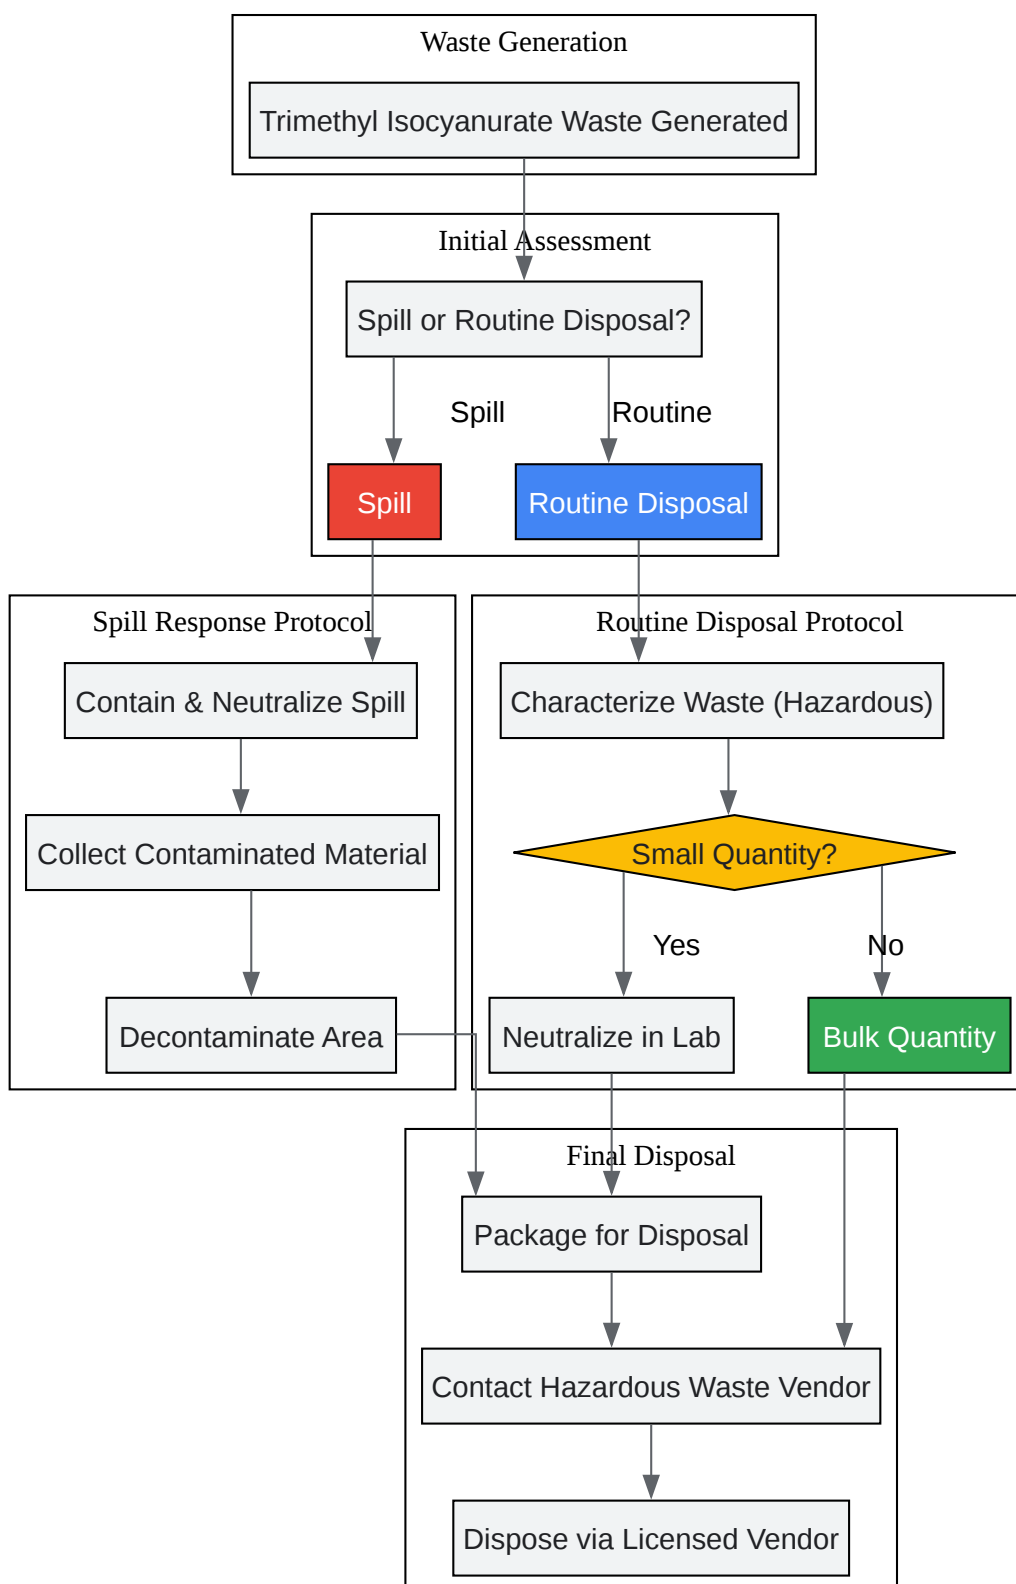 Waste Generation
Trimethyl Isocyanurate Waste Generated
Initial Assessment
Spill or Routine Disposal?
Spill
Routine
Spill
Routine Disposal
Spill Response Protocol
Contain & Neutralize Spill
Collect Contaminated Material
Decontaminate Area
Routine Disposal Protocol
Characterize Waste (Hazardous)
Small Quantity?
Yes
No
Neutralize in Lab
Bulk Quantity
Final Disposal
Package for Disposal
Contact Hazardous Waste Vendor
Dispose via Licensed Vendor